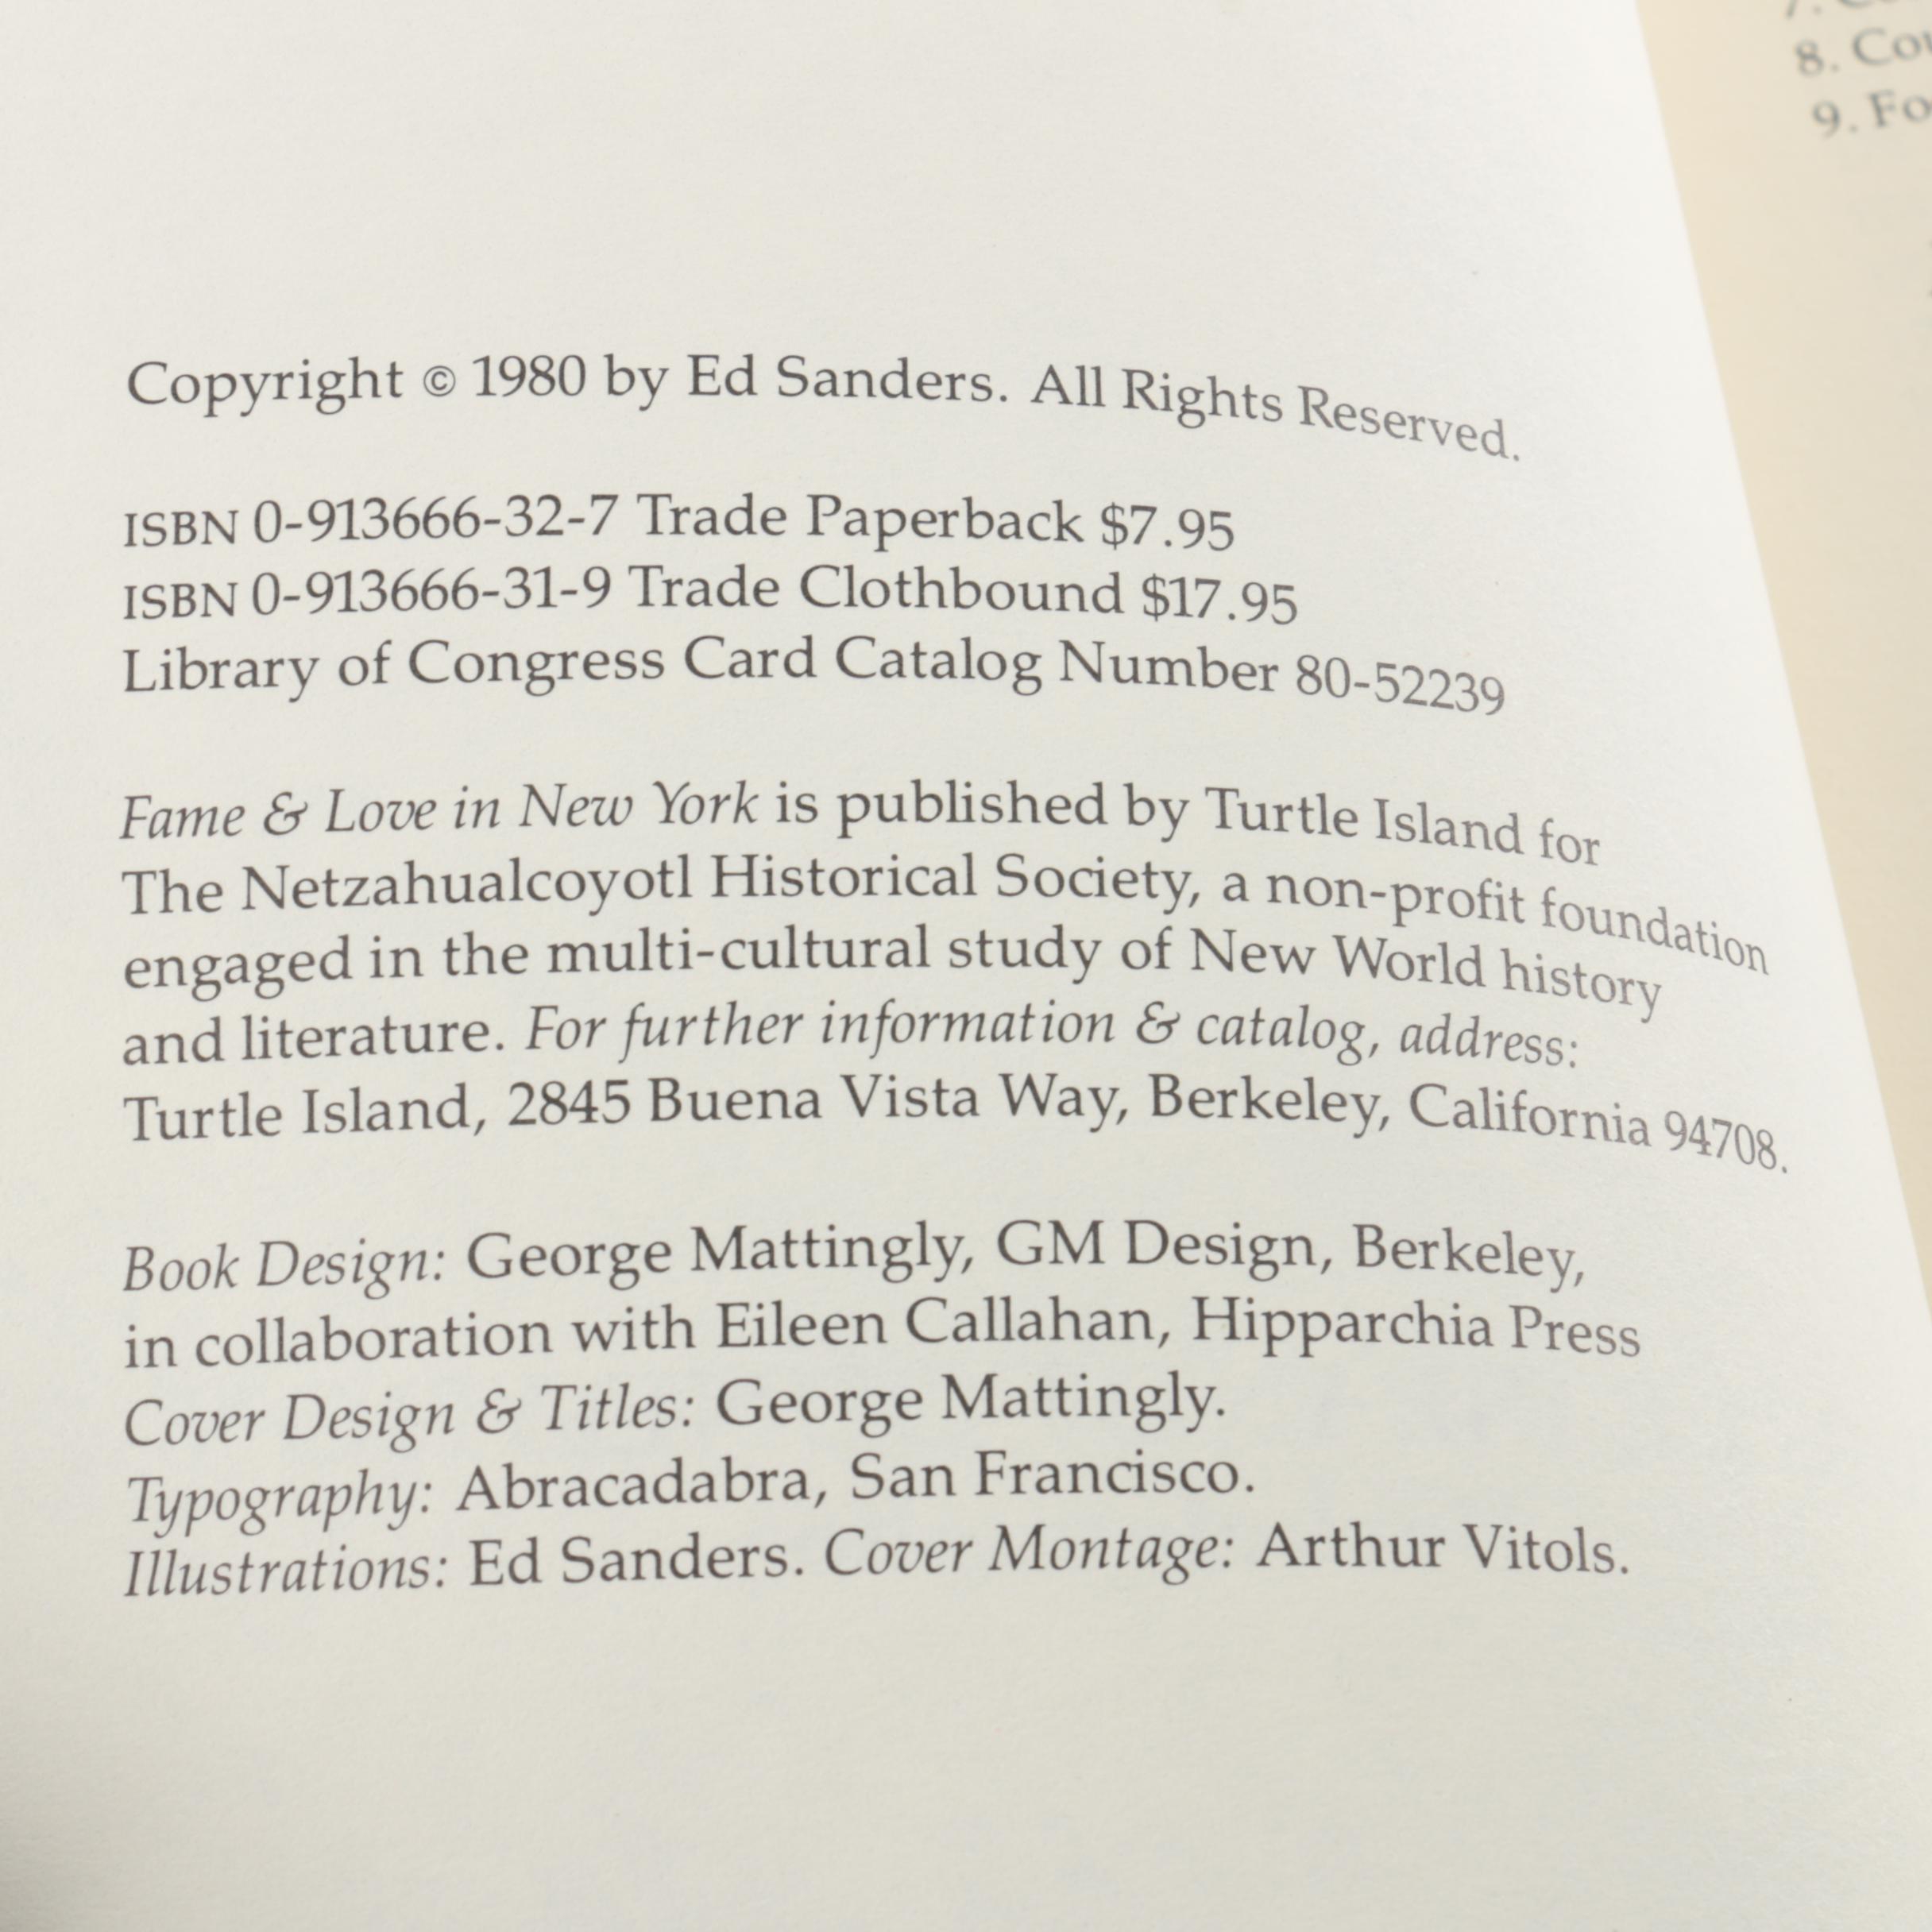 Copyright © 1980 by Ed Sanders. All Rights Reserved.
ISBN 0-913666-32-7 Trade Paperback $7.95
ISBN 0-913666-31-9 Trade Clothbound $17.95
Library of Congress Card Catalog Number 80-52239
Fame & Love in New York is published by Turtle Island for
The Netzahualcoyotl Historical Society, a non-profit foundation
engaged in the multi-cultural study of New World history
and literature. For further information & catalog, address:
Turtle Island, 2845 Buena Vista Way, Berkeley, California 94708.
Book Design: George Mattingly, GM Design, Berkeley,
in collaboration with Eileen Callahan, Hipparchia Press
Cover Design & Titles: George Mattingly.
Typography: Abracadabra, San Francisco.
Illustrations: Ed Sanders. Cover Montage: Arthur Vitols.
8.
9.